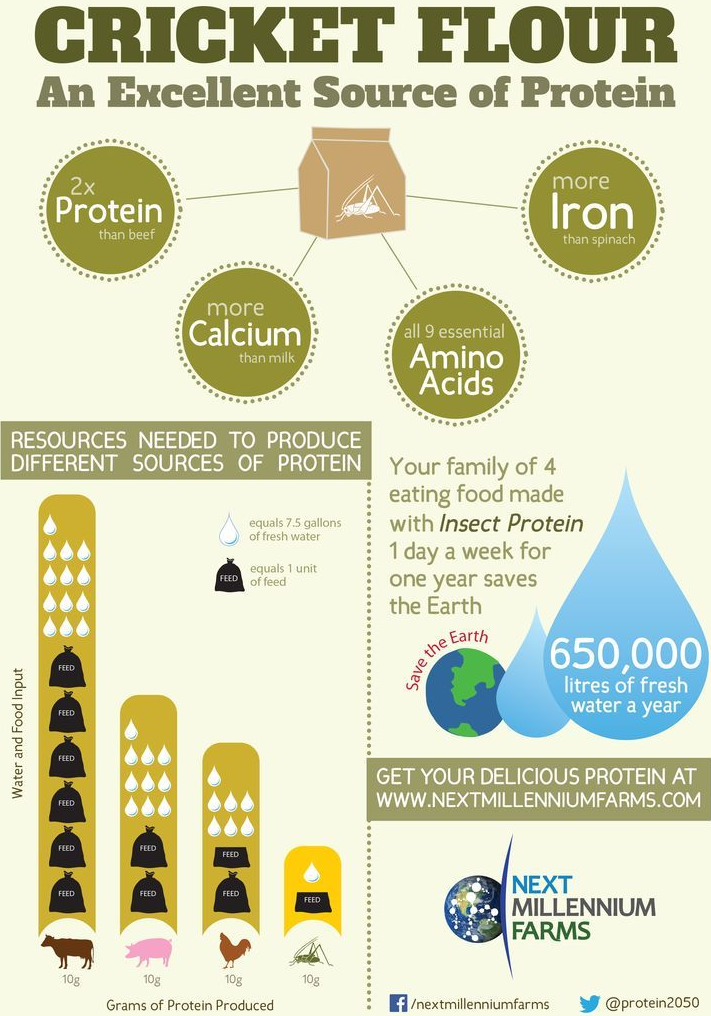 CRICKET FLOUR
An Excellent Source of Protein
2x
Protein
than beef
more
Iron
than spinach
more
Calcium
than milk
all 9 essential
Amino
Acids
RESOURCES NEEDED TO PRODUCE
DIFFERENT SOURCES OF PROTEIN
equals 7.5 gallons
of fresh water
FEED
equals 1 unit
of feed
Water and Food Input
FEED
FEED
FEED
FEED
FEED
FEED
FEED
FEED
FEED
FEED
FEED
10g
10g
10g
10g
Grams of Protein Produced
Your family of 4
eating food made
with Insect Protein
1 day a week for
one year saves
the Earth
Save the Earth
650,000
litres of fresh
water a year
GET YOUR DELICIOUS PROTEIN AT
WWW.NEXTMILLENNIUMFARMS.COM
NEXT
MILLENNIUM
FARMS
/nextmillenniumfarms
@protein2050